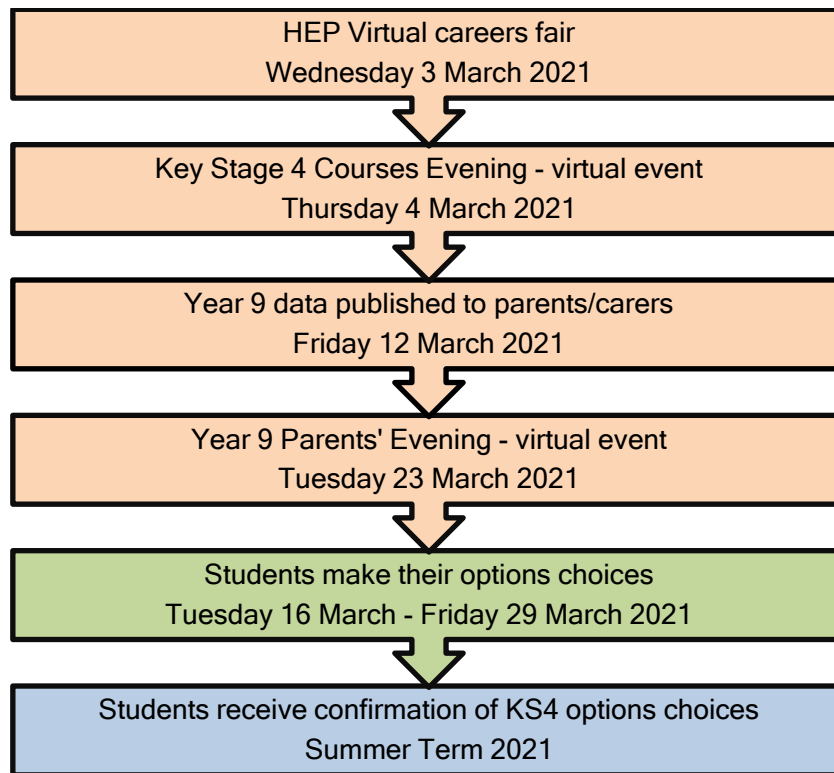 HEP Virtual careers fair
Wednesday 3 March 2021
Key Stage 4 Courses Evening - virtual event
Thursday 4 March 2021
Year 9 data published to parents/carers
Friday 12 March 2021
Year 9 Parents' Evening - virtual event
Tuesday 23 March 2021
Students make their options choices
Tuesday 16 March - Friday 29 March 2021
Students receive confirmation of KS4 options choices
Summer Term 2021